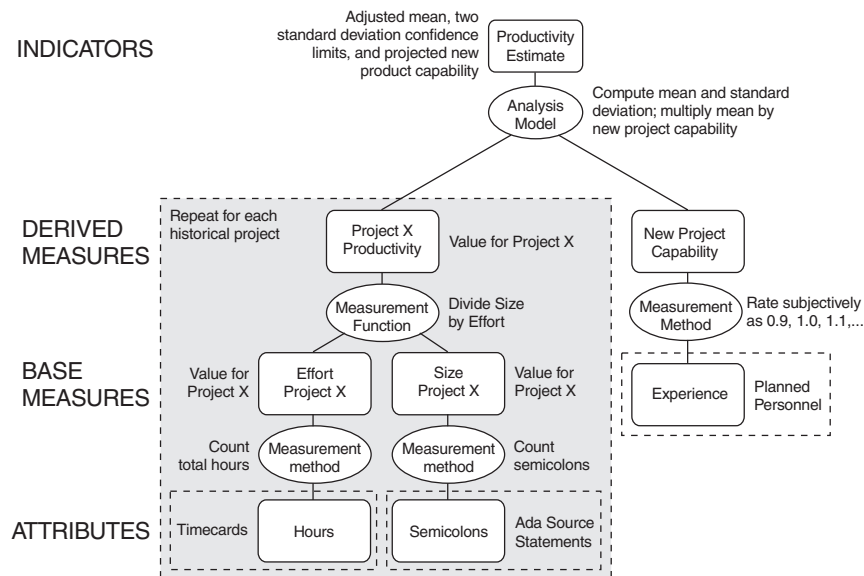 INDICATORS
Adjusted mean, two
standard deviation confidence
limits, and projected new
product capability
Productivity
Estimate
Analysis
Model
Compute mean and standard
deviation; multiply mean by
new project capability
DERIVED
MEASURES
Repeat for each
historical project
Project X
Productivity
Value for Project X
New Project
Capability
Measurement
Function
Divide Size
by Effort
Measurement
Method
Rate subjectively
as 0.9, 1.0, 1.1,...
BASE
MEASURES
Value for
Project X
Effort
Project X
Size
Project X
Value for
Project X
Experience
Planned
Personnel
Count
total hours
Measurement
method
Measurement
method
Count
semicolons
ATTRIBUTES
Timecards
Hours
Semicolons
Ada Source
Statements